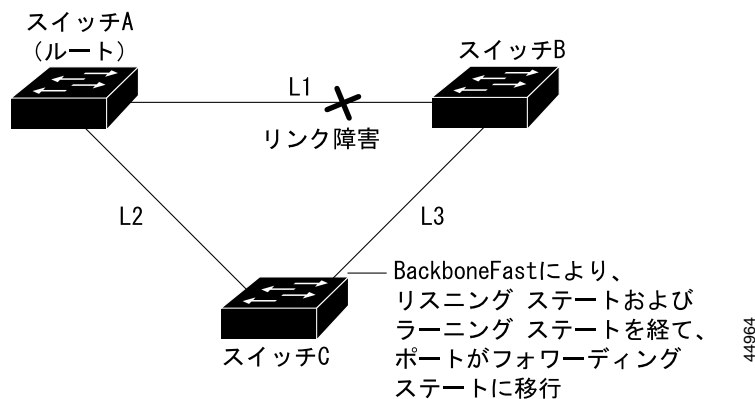 スイッチA
（ルート）
スイッチB
L1
リンク障害
L2
L3
BackboneFastにより、
リスニング ステートおよび
ラーニング ステートを経て、
ポートがフォワーディング
ステートに移行
スイッチC
44964